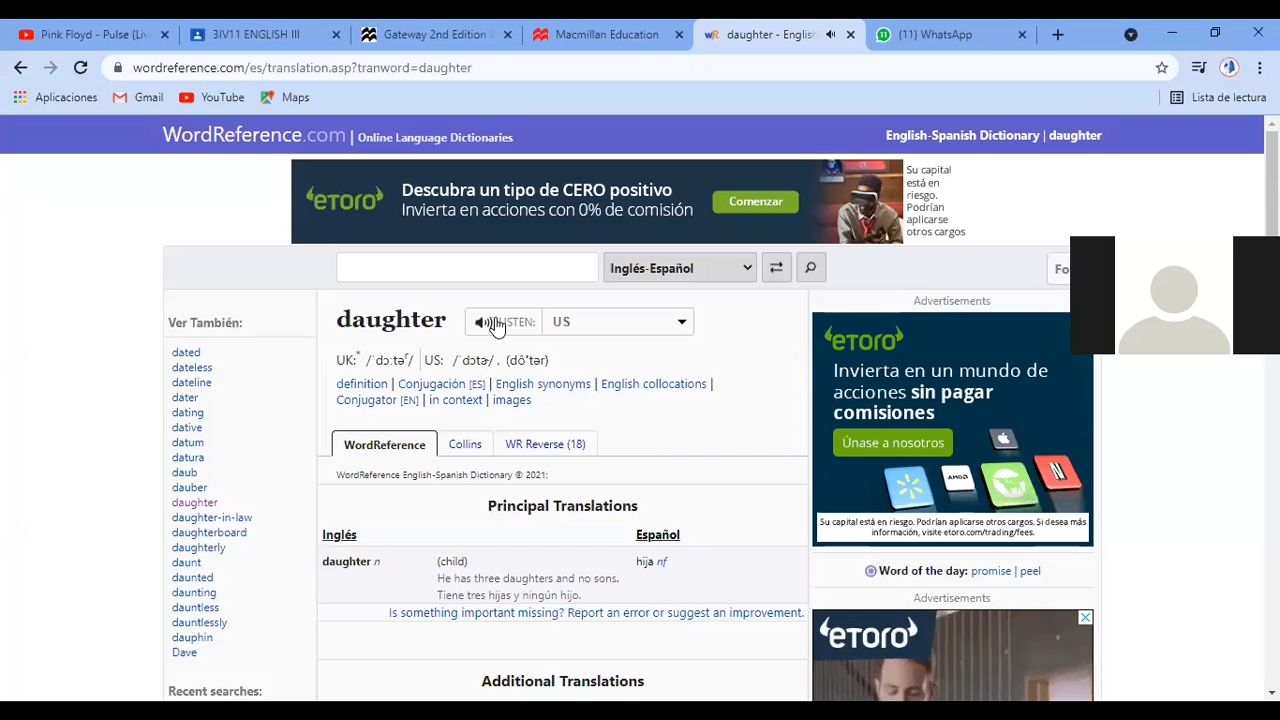 Pink Floyd - Pulse (Liv
3IV11 ENGLISH III
Gateway 2nd Edition
Macmillan Education
daughter - English
(11) WhatsApp
wordreference.com/es/translation.asp?tranword=daughter
Aplicaciones
Gmail
YouTube
Maps
Lista de lectura
WordReference.com | Online Language Dictionaries
English-Spanish Dictionary | daughter
etoro
Descubra un tipo de CERO positivo
Invierta en acciones con 0% de comisión
Comenzar
Su capital
está en
riesgo.
Podrían
aplicarse
otros cargos
Inglés-Español
Fo
Ver También:
dated
dateless
dateline
dater
dating
dative
datum
datura
daub
dauber
daughter
daughter-in-law
daughterboard
daughterly
daunt
daunted
daunting
dauntless
dauntlessly
dauphin
Dave
Recent searches:
daughter
LISTEN:
US
UK:* /ˈdɔːtəʳ/ US: /ˈdɔtɚ/ , (dô′tər)
definition | Conjugación [ES] | English synonyms | English collocations |
Conjugator [EN] | in context | images
WordReference
Collins
WR Reverse (18)
WordReference English-Spanish Dictionary © 2021:
Principal Translations
Inglés
Español
daughter n
(child)
hija nf
He has three daughters and no sons.
Tiene tres hijas y ningún hijo.
Is something important missing? Report an error or suggest an improvement.
Additional Translations
Advertisements
etoro
Invierta en un mundo de
acciones sin pagar
comisiones
Únase a nosotros
AMD
N
Su capital está en riesgo. Podrían aplicarse otros cargos. Si desea más
información, visite etoro.com/trading/fees.
Word of the day: promise | peel
Advertisements
etoro